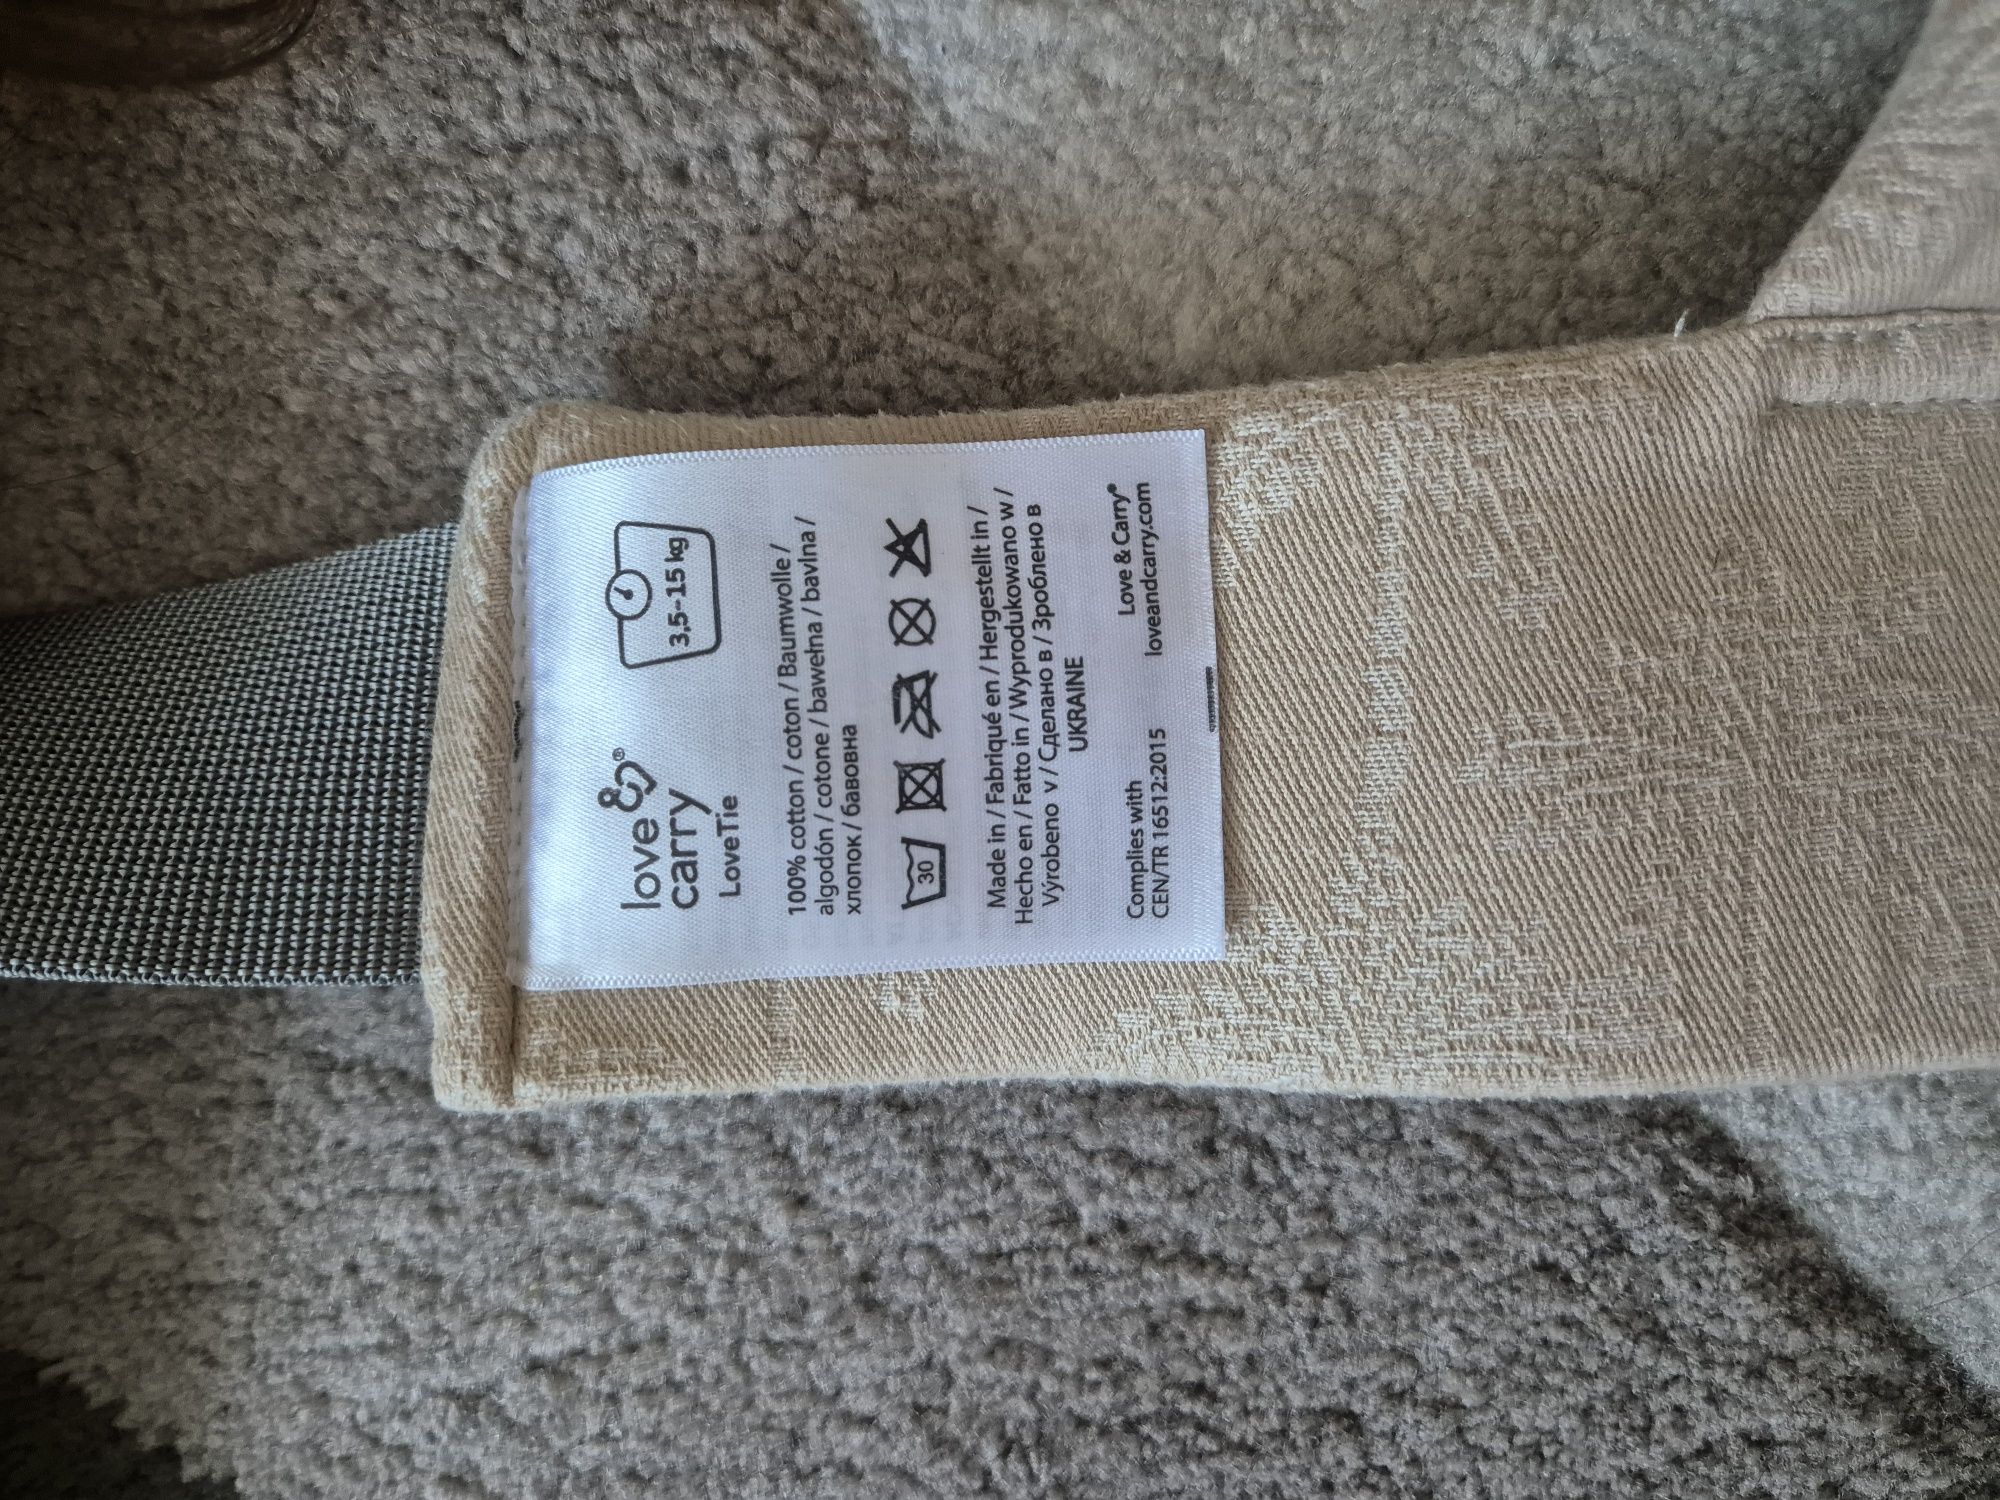 love &
carry®
LoveTie
3,5-15 kg
100% cotton / coton / Baumwolle /
algodón / cotone / bawełna / bavlna /
хлопок / бавовна
30
Made in / Fabriqué en / Hergestellt in /
Hecho en / Fatto in / Wyprodukowano w /
Výrobeno v / Сделано в / Зроблено в
UKRAINE
Complies with
CEN/TR 16512:2015
Love & Carry®
loveandcarry.com